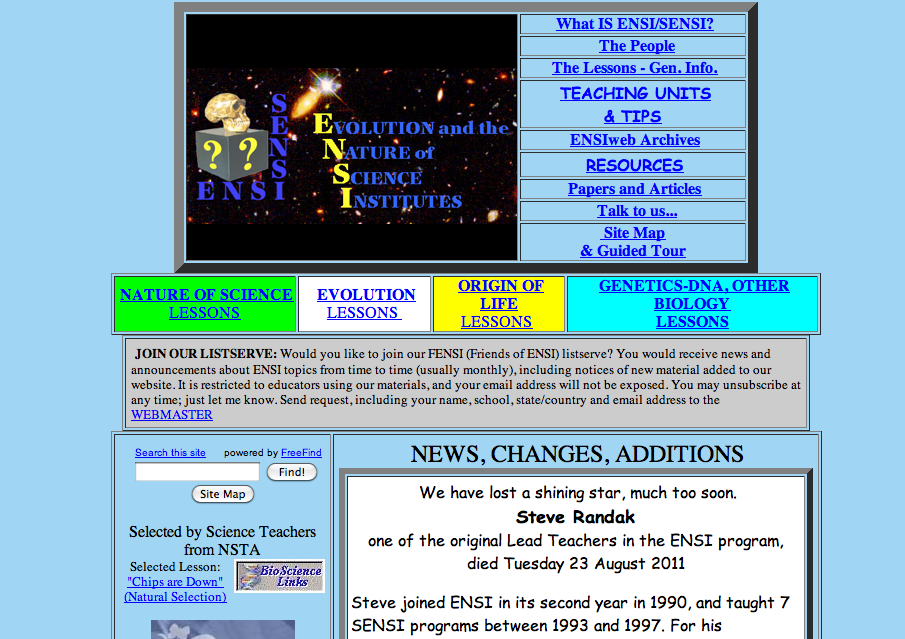 ? ?
SENSI
ENSI
EVOLUTION and the
NATURE of
SCIENCE
INSTITUTES
What IS ENSI/SENSI?
The People
The Lessons - Gen. Info.
TEACHING UNITS
& TIPS
ENSIweb Archives
RESOURCES
Papers and Articles
Talk to us...
Site Map
& Guided Tour
NATURE OF SCIENCE
LESSONS
EVOLUTION
LESSONS
ORIGIN OF
LIFE
LESSONS
GENETICS-DNA, OTHER
BIOLOGY
LESSONS
JOIN OUR LISTSERVE: Would you like to join our FENSI (Friends of ENSI) listserve? You would receive news and
announcements about ENSI topics from time to time (usually monthly), including notices of new material added to our
website. It is restricted to educators using our materials, and your email address will not be exposed. You may unsubscribe at
any time; just let me know. Send request, including your name, school, state/country and email address to the
WEBMASTER
Search this site powered by FreeFind
Find!
Site Map
Selected by Science Teachers
from NSTA
Selected Lesson:
"Chips are Down"
(Natural Selection)
BioScience
Links
NEWS, CHANGES, ADDITIONS
We have lost a shining star, much too soon.
Steve Randak
one of the original Lead Teachers in the ENSI program,
died Tuesday 23 August 2011
Steve joined ENSI in its second year in 1990, and taught 7
SENSI programs between 1993 and 1997. For his